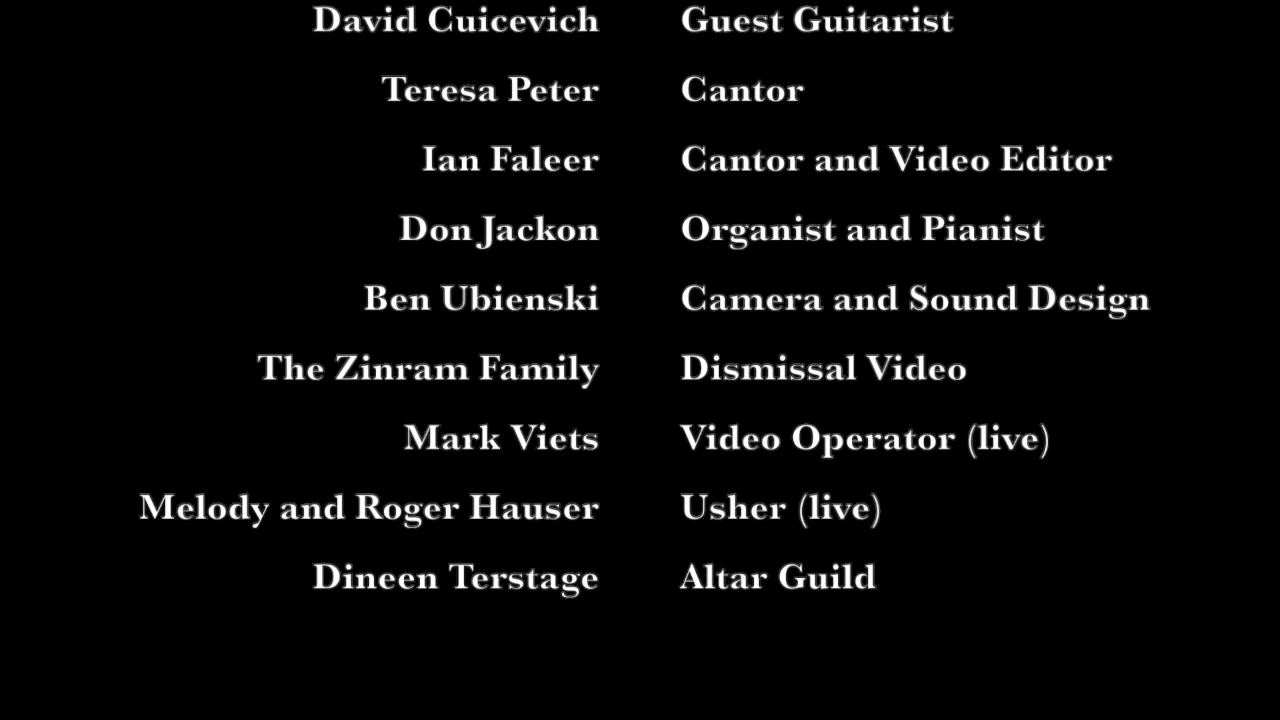 David Cuicevich Guest Guitarist
Teresa Peter Cantor
Ian Faleer Cantor and Video Editor
Don Jackon Organist and Pianist
Ben Ubienski Camera and Sound Design
The Zinram Family Dismissal Video
Mark Viets Video Operator (live)
Melody and Roger Hauser Usher (live)
Dineen Terstage Altar Guild